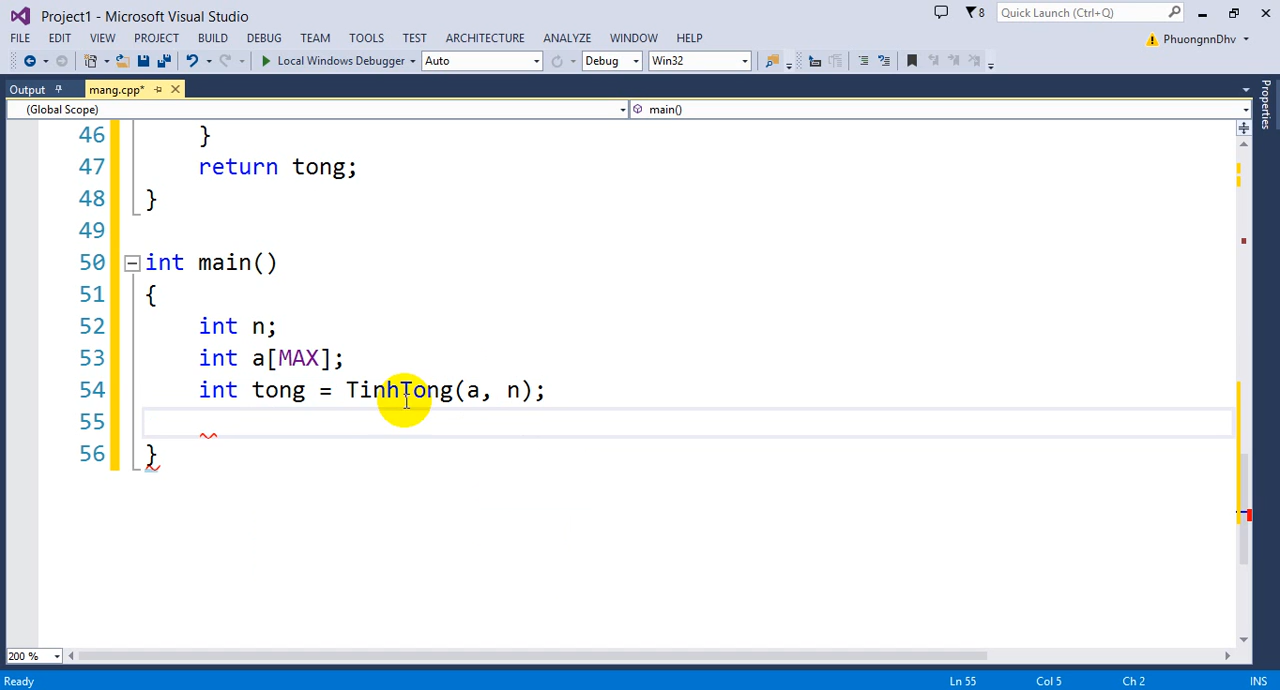 Project1 - Microsoft Visual Studio
8
Quick Launch (Ctrl+Q)
FILE EDIT VIEW PROJECT BUILD DEBUG TEAM TOOLS TEST ARCHITECTURE ANALYZE WINDOW HELP
PhuongnnDhv
Local Windows Debugger Auto Debug Win32
Output mang.cpp*
(Global Scope) main()
Properties
46 }
47 return tong;
48 }
49
50 int main()
51 {
52 int n;
53 int a[MAX];
54 int tong = TinhTong(a, n);
55
56 }
200 %
Ready Ln 55 Col 5 Ch 2 INS